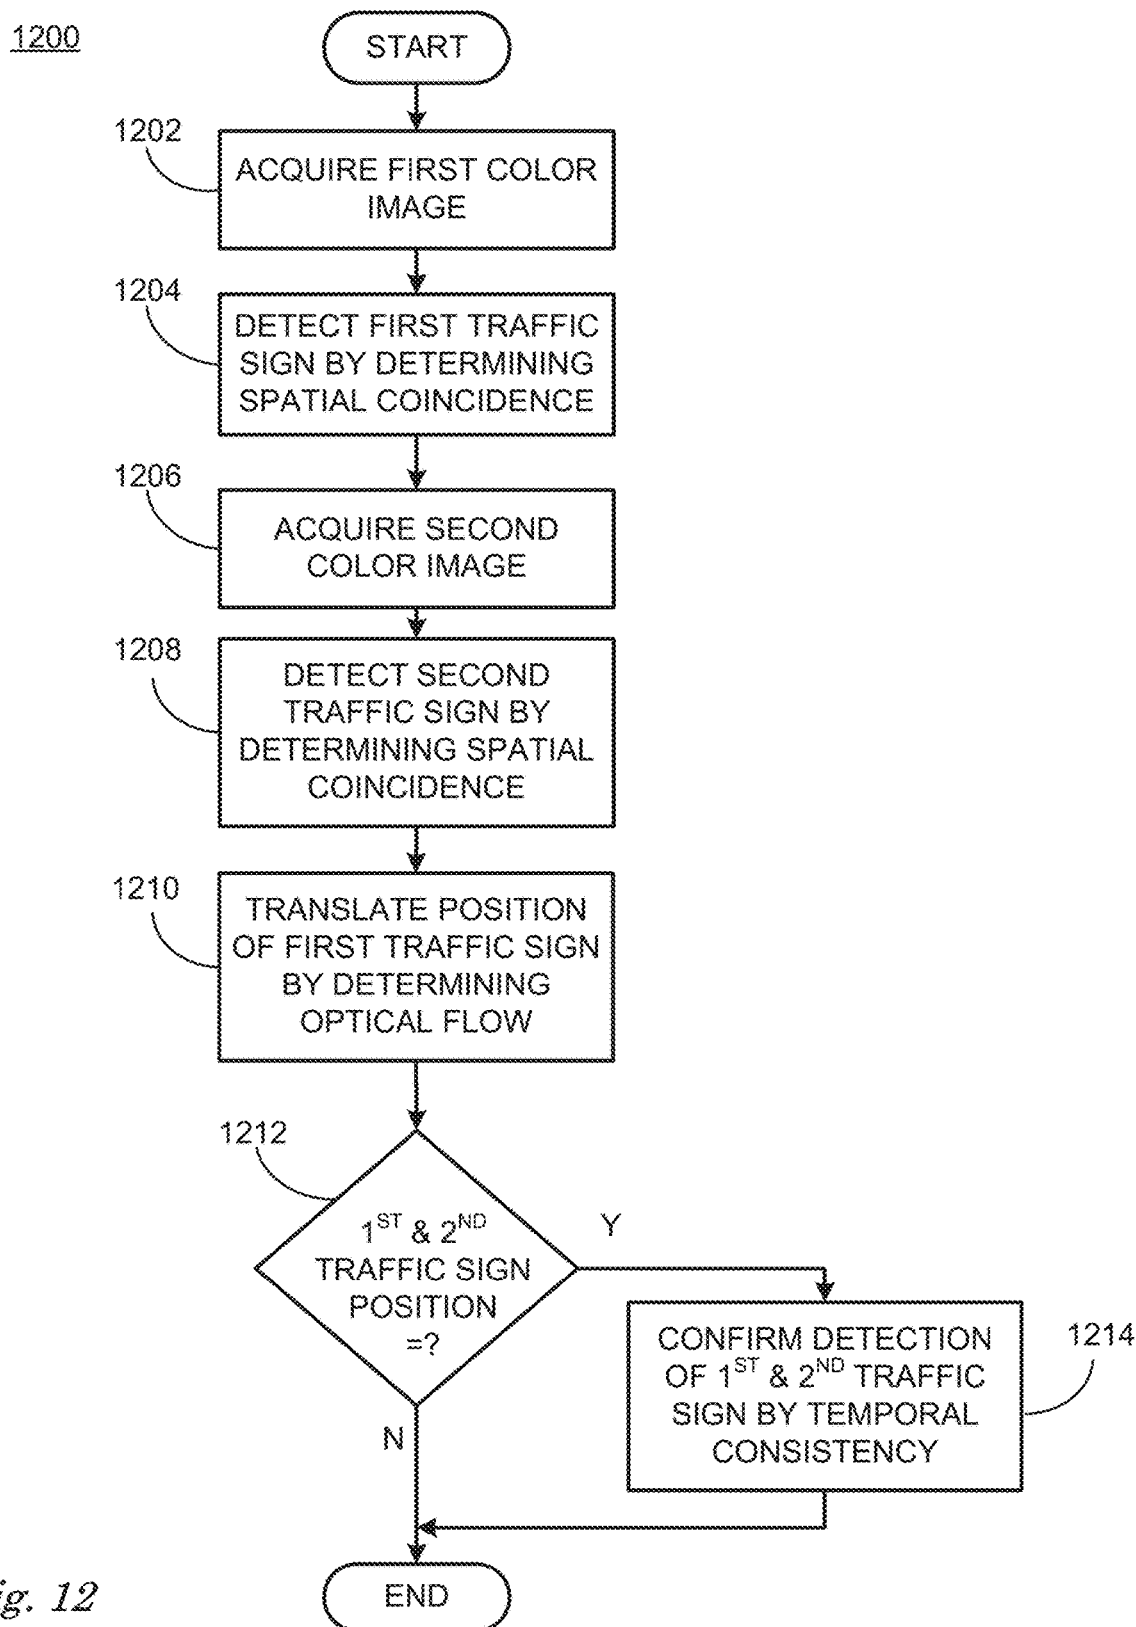 1200
START
1202
ACQUIRE FIRST COLOR
IMAGE
1204
DETECT FIRST TRAFFIC
SIGN BY DETERMINING
SPATIAL COINCIDENCE
1206
ACQUIRE SECOND
COLOR IMAGE
1208
DETECT SECOND
TRAFFIC SIGN BY
DETERMINING SPATIAL
COINCIDENCE
1210
TRANSLATE POSITION
OF FIRST TRAFFIC SIGN
BY DETERMINING
OPTICAL FLOW
1212
1ST & 2ND
TRAFFIC SIGN
POSITION
=?
Y
N
CONFIRM DETECTION
OF 1ST & 2ND TRAFFIC
SIGN BY TEMPORAL
CONSISTENCY
1214
END
ig. 12